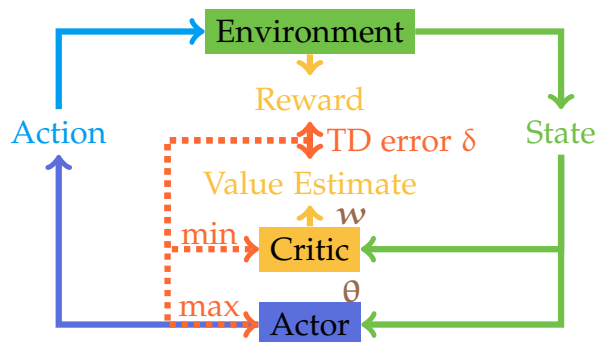 Environment
Reward
Action
TD error δ
State
Value Estimate
w
min
Critic
θ
max
Actor